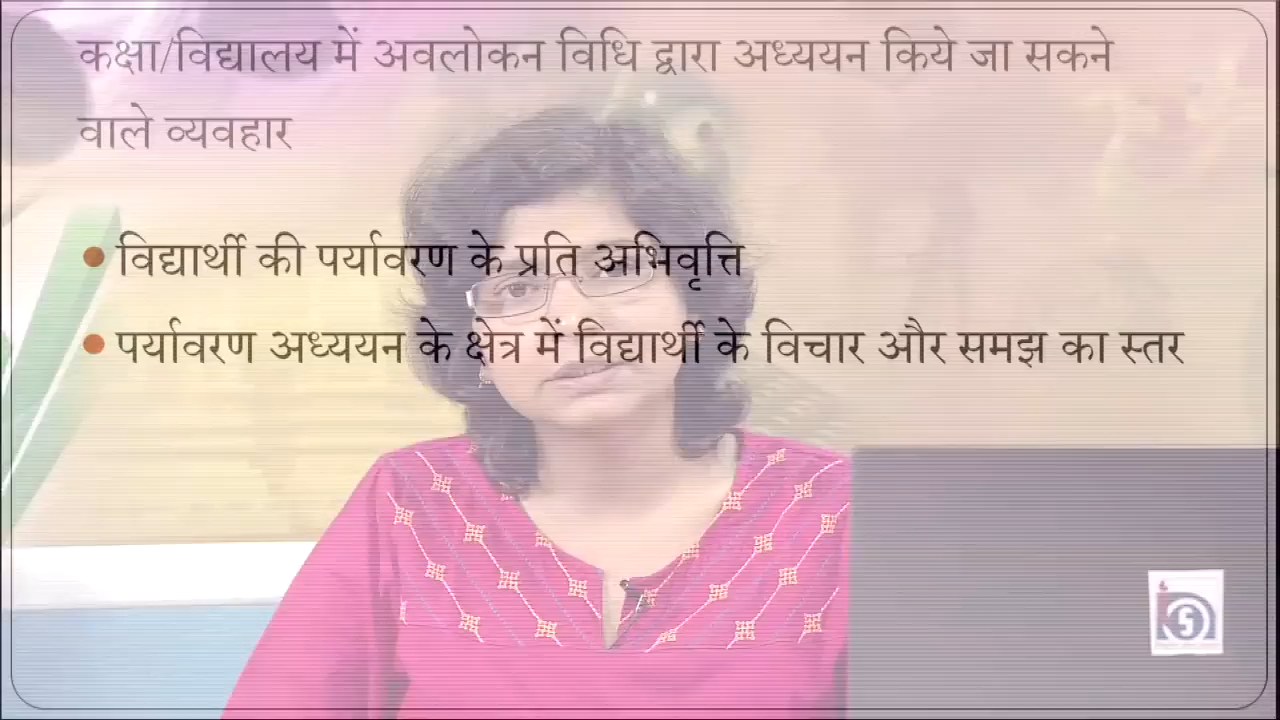 कक्षा/विद्यालय में अवलोकन विधि द्वारा अध्ययन किये जा सकने
वाले व्यवहार
• विद्यार्थी की पर्यावरण के प्रति अभिवृत्ति
• पर्यावरण अध्ययन के क्षेत्र में विद्यार्थी के विचार और समझ का स्तर